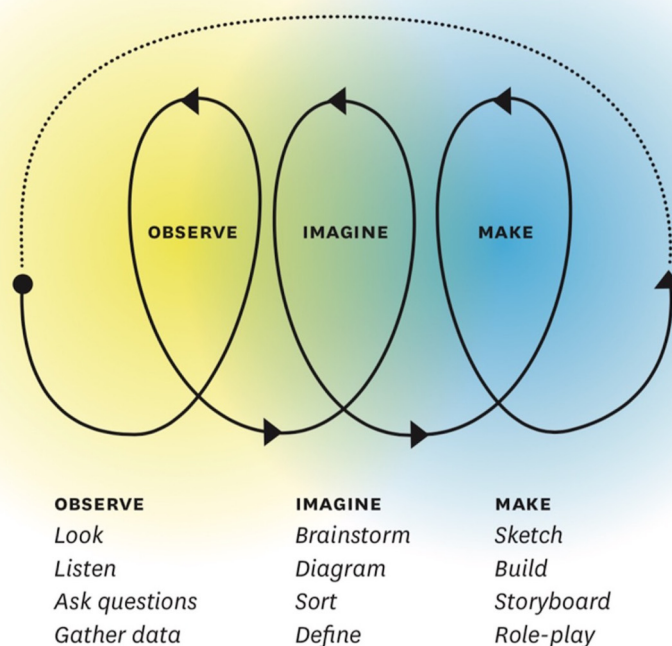 OBSERVE
IMAGINE
MAKE
OBSERVE
Look
Listen
Ask questions
Gather data
IMAGINE
Brainstorm
Diagram
Sort
Define
MAKE
Sketch
Build
Storyboard
Role-play